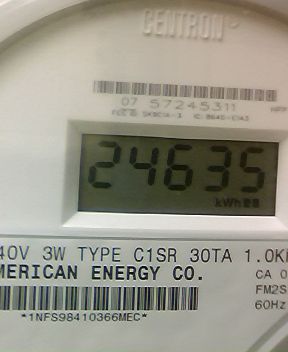 CENTRON
07 57245311
24635
kWh
40V 3W TYPE C1SR 30TA 1.0K
MERICAN ENERGY CO.
CA 0
FM2S
60Hz
*1NFS98410366MEC*